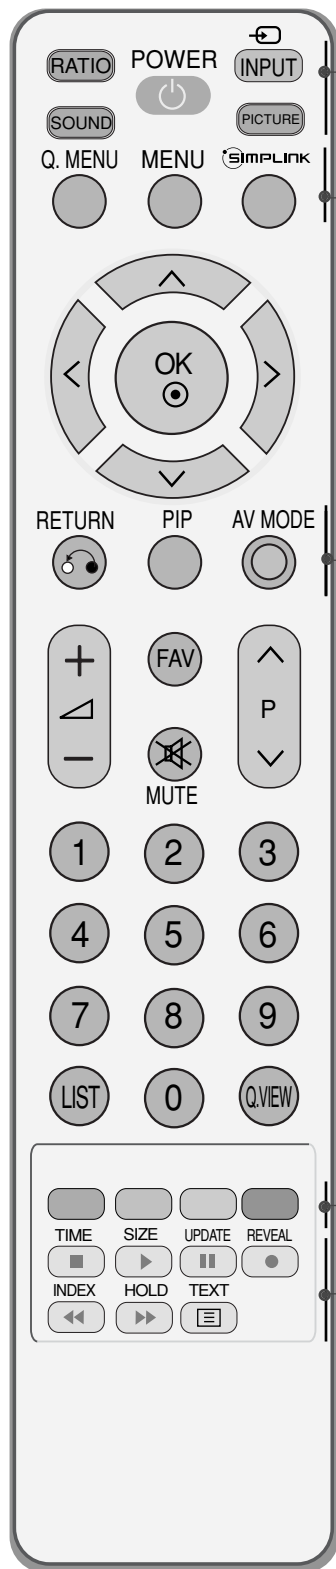 RATIO POWER INPUT
SOUND PICTURE
Q. MENU MENU SIMPLINK
OK
RETURN PIP AV MODE
FAV
P
MUTE
1 2 3
4 5 6
7 8 9
LIST 0 Q.VIEW
TIME SIZE UPDATE REVEAL
INDEX HOLD TEXT